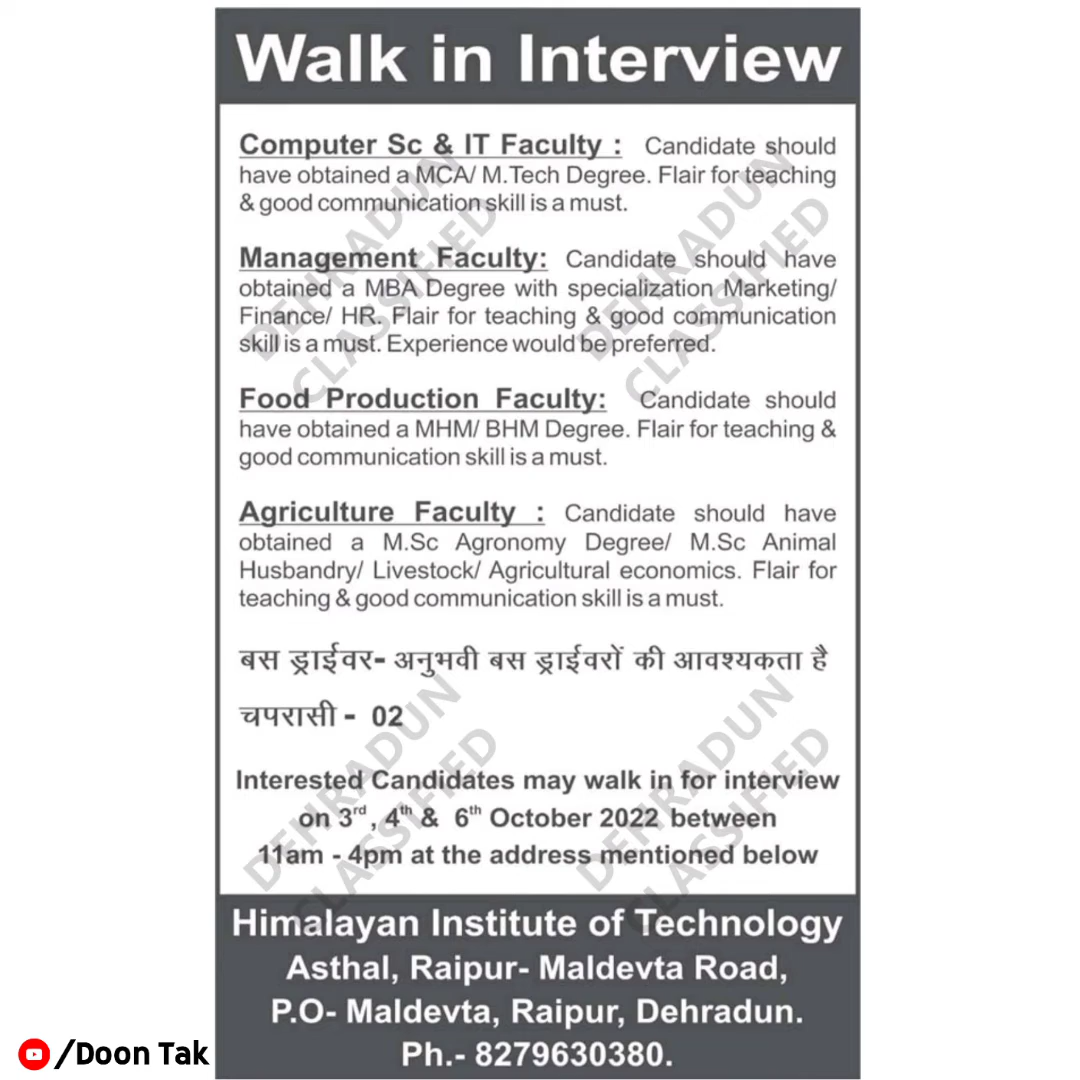 Walk in Interview
Computer Sc & IT Faculty : Candidate should
have obtained a MCA/ M.Tech Degree. Flair for teaching
& good communication skill is a must.
Management Faculty: Candidate should have
obtained a MBA Degree with specialization Marketing/
Finance/ HR. Flair for teaching & good communication
skill is a must. Experience would be preferred.
Food Production Faculty: Candidate should
have obtained a MHM/ BHM Degree. Flair for teaching &
good communication skill is a must.
Agriculture Faculty : Candidate should have
obtained a M.Sc Agronomy Degree/ M.Sc Animal
Husbandry/ Livestock/ Agricultural economics. Flair for
teaching & good communication skill is a must.
बस ड्राईवर- अनुभवी बस ड्राईवरों की आवश्यकता है
चपरासी - 02
Interested Candidates may walk in for interview
on 3rd , 4th & 6th October 2022 between
11am - 4pm at the address mentioned below
Himalayan Institute of Technology
Asthal, Raipur- Maldevta Road,
P.O- Maldevta, Raipur, Dehradun.
Ph.- 8279630380.
/Doon Tak
DEHRADUN
CLASSIFIED
DEHRADUN
CLASSIFIED
DEHRADUN
CLASSIFIED
DEHRADUN
CLASSIFIED